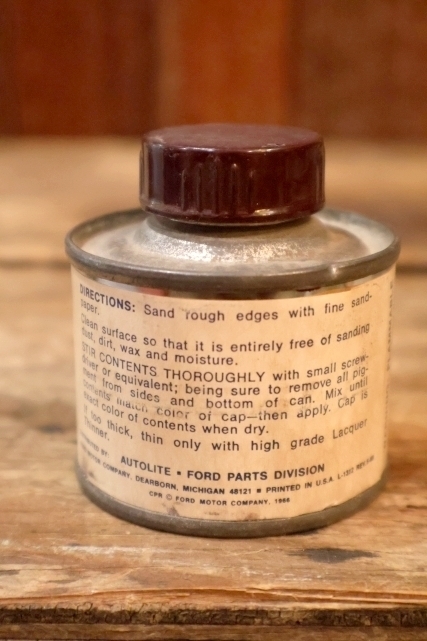 DIRECTIONS: Sand rough edges with fine sand-
paper.
Clean surface so that it is entirely free of sanding
dust, dirt, wax and moisture.
STIR CONTENTS THOROUGHLY with small screw-
driver or equivalent; being sure to remove all pig-
ment from sides and bottom of can. Mix until
contents' match color of cap—then apply. Cap is
exact color of contents when dry.
too thick, thin only with high grade Lacquer
Thinner.
BY:
AUTOLITE • FORD PARTS DIVISION
COMPANY, DEARBORN, MICHIGAN 48121 ■ PRINTED IN U.S.A.
CPR © FORD MOTOR COMPANY, 1966